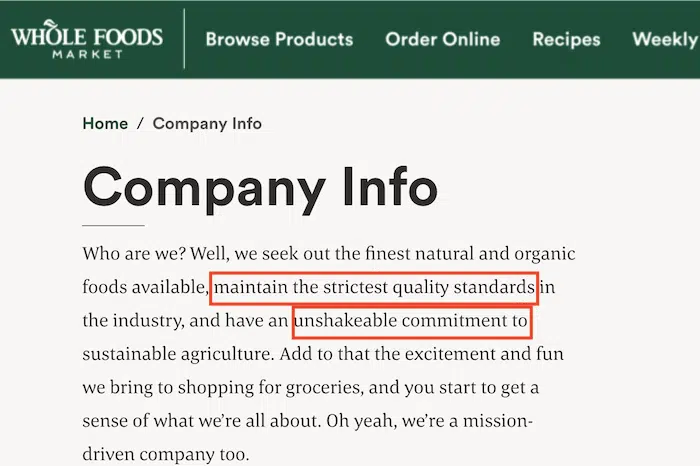 WHOLE FOODS
MARKET
Browse Products Order Online Recipes Weekly
Home / Company Info
Company Info
Who are we? Well, we seek out the finest natural and organic
foods available, maintain the strictest quality standards in
the industry, and have an unshakeable commitment to
sustainable agriculture. Add to that the excitement and fun
we bring to shopping for groceries, and you start to get a
sense of what we’re all about. Oh yeah, we’re a mission-
driven company too.